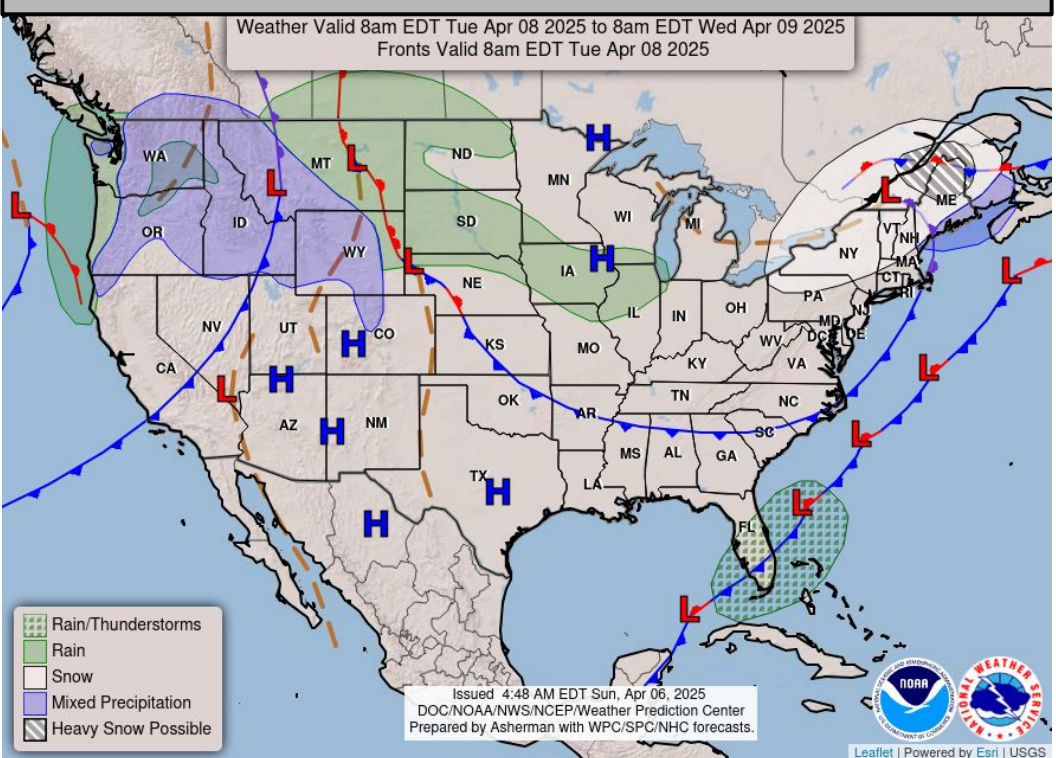 Weather Valid 8am EDT Tue Apr 08 2025 to 8am EDT Wed Apr 09 2025
Fronts Valid 8am EDT Tue Apr 08 2025
H
WA
MT
L
ND
MN
L
L
ME
L
OR
ID
SD
WI
MI
VT
NH
NY
WY
L
IA
H
MA
CT
RI
L
NE
PA
NV
UT
CO
H
IL
IN
OH
NJ
MD
DE
DC
WV
VA
KS
MO
KY
CA
L
H
L
AZ
NM
H
OK
AR
TN
NC
SC
L
MS
AL
GA
TX
H
LA
H
L
FL
L
Rain/Thunderstorms
Rain
Snow
Mixed Precipitation
Heavy Snow Possible
Issued 4:48 AM EDT Sun, Apr 06, 2025
DOC/NOAA/NWS/NCEP/Weather Prediction Center
Prepared by Asherman with WPC/SPC/NHC forecasts.
NOAA
NATIONAL WEATHER SERVICE
Leaflet | Powered by Esri | USGS